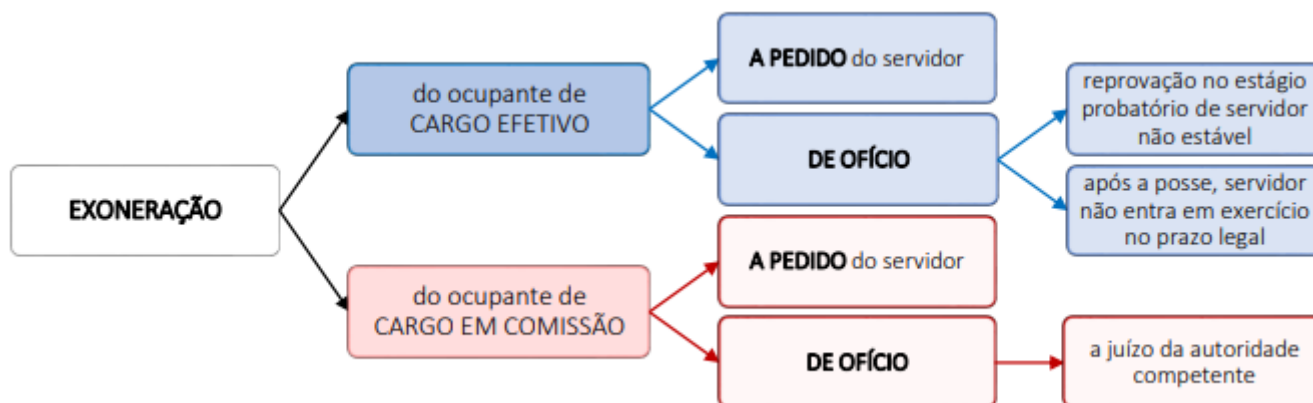 EXONERAÇÃO
do ocupante de
CARGO EFETIVO
A PEDIDO do servidor
DE OFÍCIO
reprovação no estágio
probatório de servidor
não estável
após a posse, servidor
não entra em exercício
no prazo legal
do ocupante de
CARGO EM COMISSÃO
A PEDIDO do servidor
DE OFÍCIO
a juízo da autoridade
competente